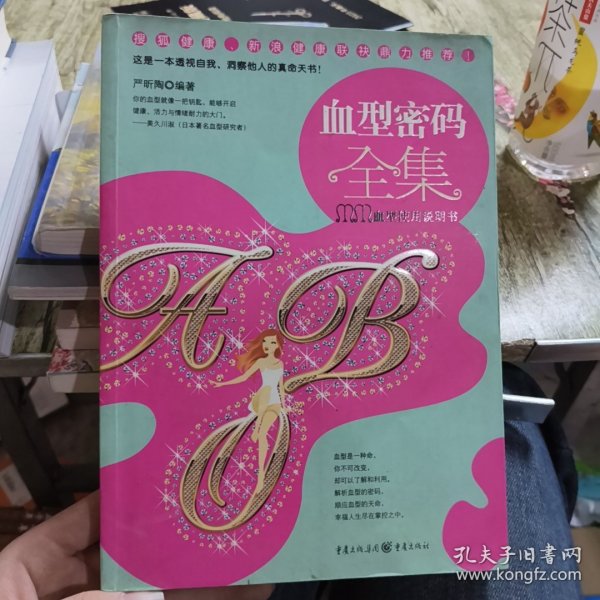 搜狐健康、新浪健康联袂鼎力推荐！
这是一本透视自我、洞察他人的真命天书！
严昕陶◎编著
你的血型就像一把钥匙，能够开启
健康、活力与情绪耐力的大门。
——美久川淑（日本著名血型研究者）
血型密码
全集
血型使用说明书
A
B
O
血型是一种命，
你不可改变，
却可以了解和利用。
解析血型的密码，
顺应血型的天命，
幸福人生尽在掌控之中。
重庆出版集团
重庆出版社
孔夫子旧书网
www.kongfz.com